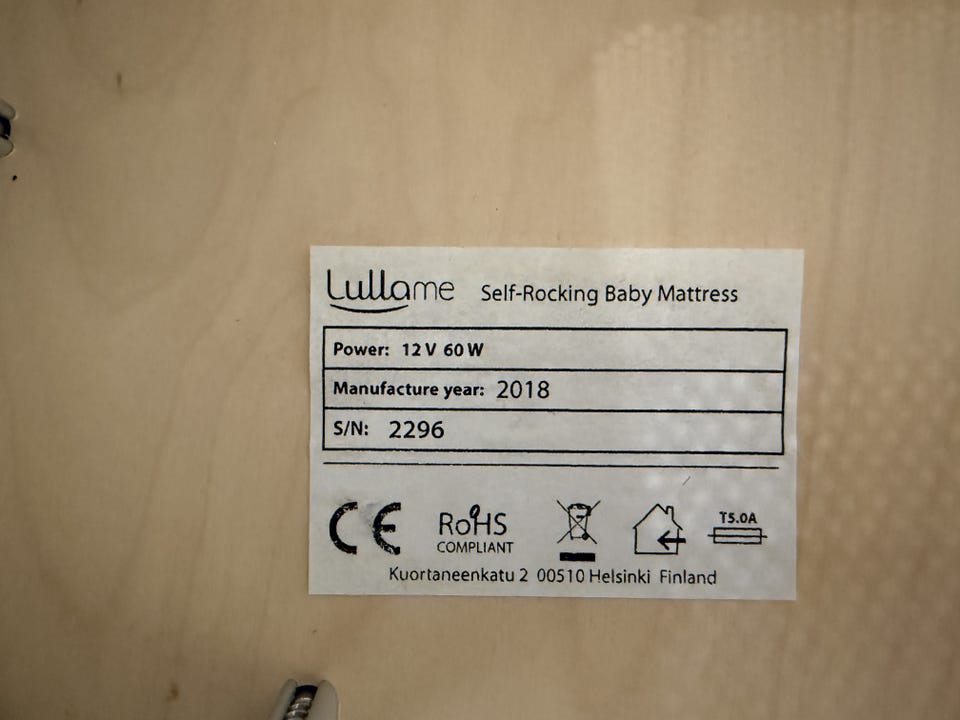 Lullame Self-Rocking Baby Mattress
Power: 12 V 60 W
Manufacture year: 2018
S/N: 2296
CE RoHS T5.0A
COMPLIANT
Kuortaneenkatu 2 00510 Helsinki Finland